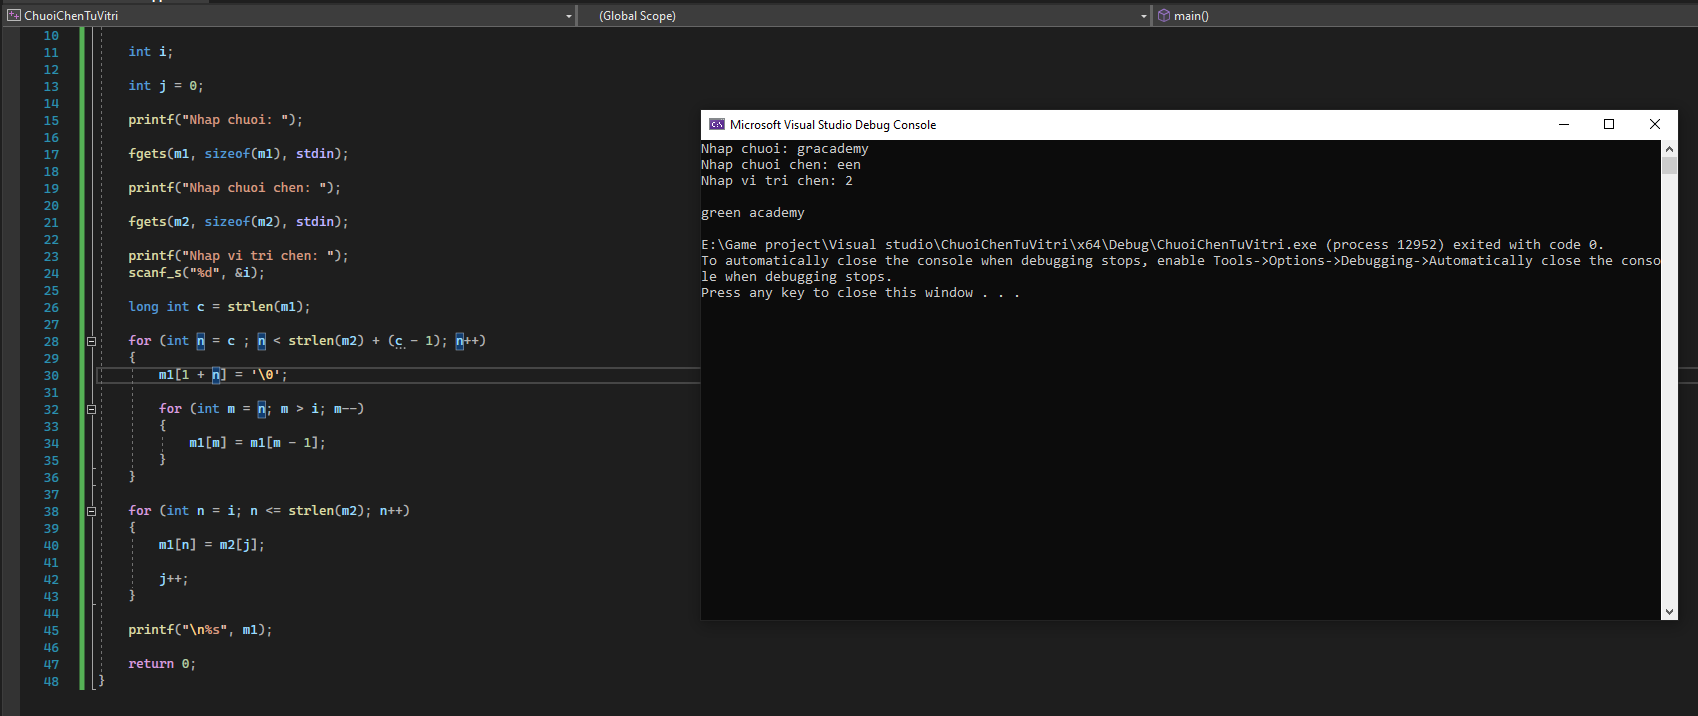 ChuoiChenTuVitri (Global Scope) main()
10
11 int i;
12
13 int j = 0;
14
15 printf("Nhap chuoi: ");
16
17 fgets(m1, sizeof(m1), stdin);
18
19 printf("Nhap chuoi chen: ");
20
21 fgets(m2, sizeof(m2), stdin);
22
23 printf("Nhap vi tri chen: ");
24 scanf_s("%d", &i);
25
26 long int c = strlen(m1);
27
28 for (int n = c ; n < strlen(m2) + (c - 1); n++)
29 {
30 m1[1 + n] = '\0';
31
32 for (int m = n; m > i; m--)
33 {
34 m1[m] = m1[m - 1];
35 }
36 }
37
38 for (int n = i; n <= strlen(m2); n++)
39 {
40 m1[n] = m2[j];
41
42 j++;
43 }
44
45 printf("\n%s", m1);
46
47 return 0;
48 }
Microsoft Visual Studio Debug Console
Nhap chuoi: gracademy
Nhap chuoi chen: een
Nhap vi tri chen: 2
green academy
E:\Game project\Visual studio\ChuoiChenTuVitri\x64\Debug\ChuoiChenTuVitri.exe (process 12952) exited with code 0.
To automatically close the console when debugging stops, enable Tools->Options->Debugging->Automatically close the conso
le when debugging stops.
Press any key to close this window . . .